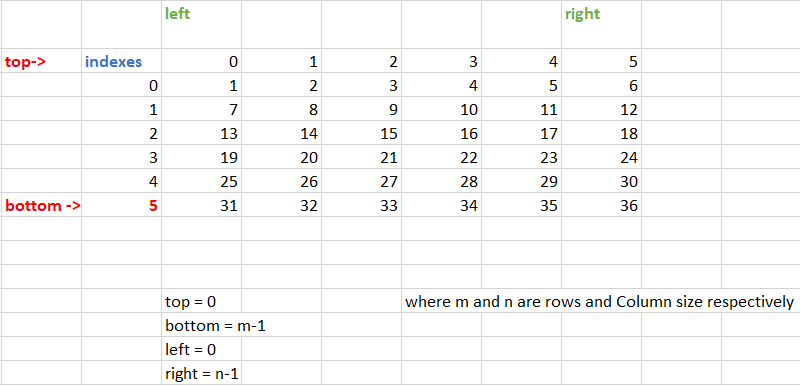 left right
top-> indexes 0 1 2 3 4 5
0 1 2 3 4 5 6
1 7 8 9 10 11 12
2 13 14 15 16 17 18
3 19 20 21 22 23 24
4 25 26 27 28 29 30
bottom -> 5 31 32 33 34 35 36
top = 0 where m and n are rows and Column size respectively
bottom = m-1
left = 0
right = n-1